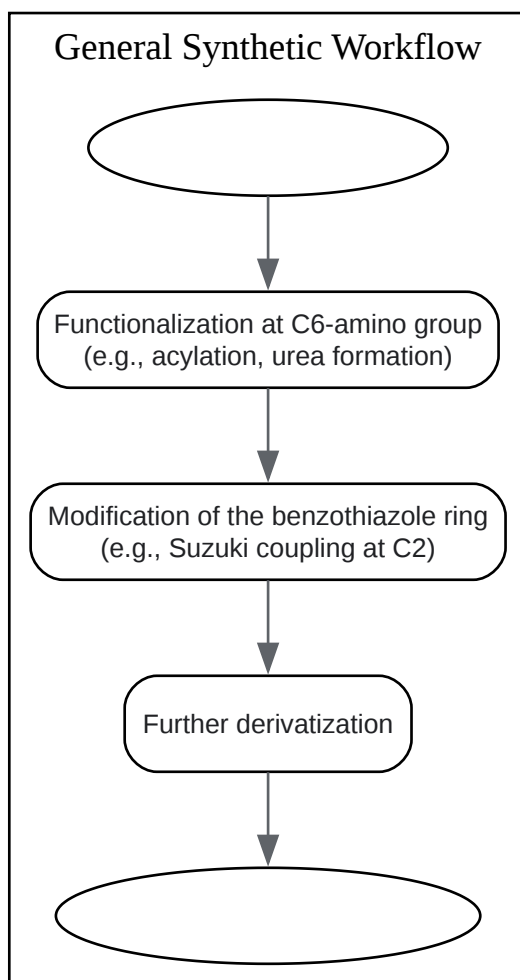 General Synthetic Workflow
Functionalization at C6-amino group
(e.g., acylation, urea formation)
Modification of the benzothiazole ring
(e.g., Suzuki coupling at C2)
Further derivatization